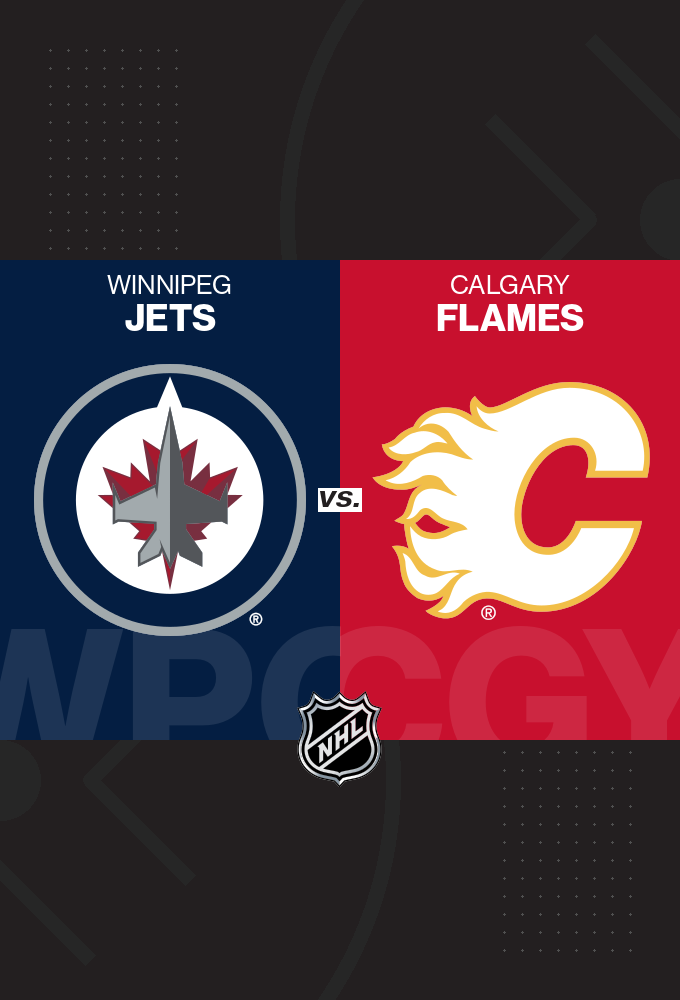 WINNIPEG
JETS
CALGARY
FLAMES
vs.
®
®
WPG
CGY
NHL